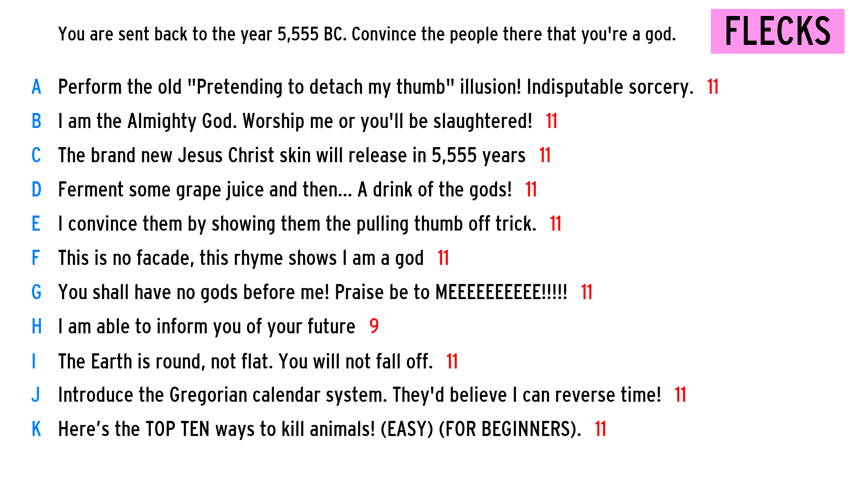 You are sent back to the year 5,555 BC. Convince the people there that you're a god.
FLECKS
A Perform the old "Pretending to detach my thumb" illusion! Indisputable sorcery. 11
B I am the Almighty God. Worship me or you'll be slaughtered! 11
C The brand new Jesus Christ skin will release in 5,555 years 11
D Ferment some grape juice and then... A drink of the gods! 11
E I convince them by showing them the pulling thumb off trick. 11
F This is no facade, this rhyme shows I am a god 11
G You shall have no gods before me! Praise be to MEEEEEEEEEE!!!!! 11
H I am able to inform you of your future 9
I The Earth is round, not flat. You will not fall off. 11
J Introduce the Gregorian calendar system. They'd believe I can reverse time! 11
K Here’s the TOP TEN ways to kill animals! (EASY) (FOR BEGINNERS). 11